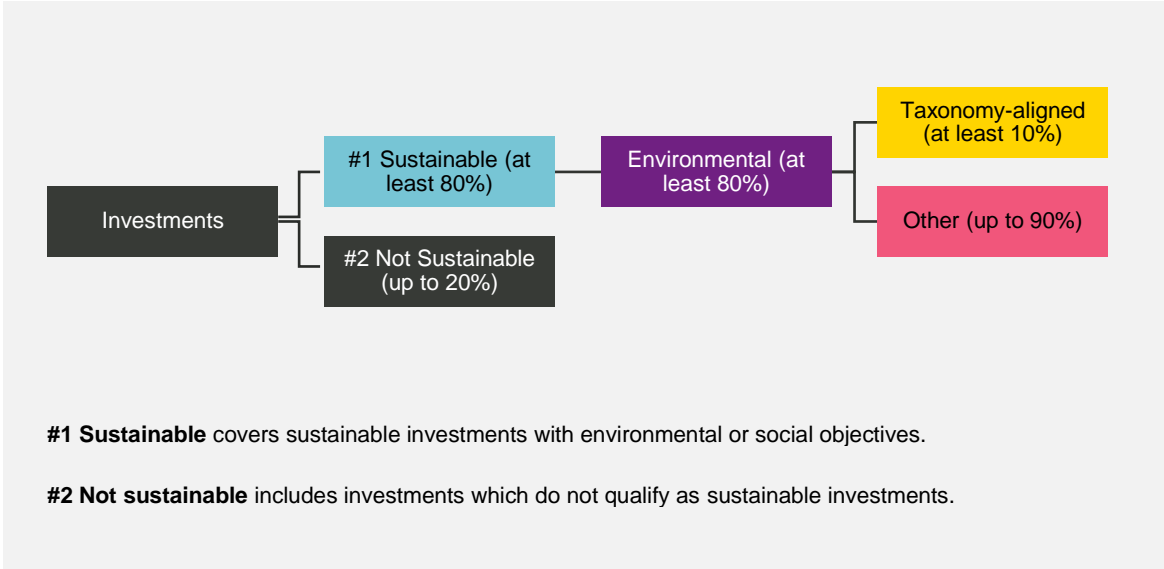 Taxonomy-aligned
(at least 10%)
#1 Sustainable (at
least 80%)
Environmental (at
least 80%)
Investments
Other (up to 90%)
#2 Not Sustainable
(up to 20%)
#1 Sustainable covers sustainable investments with environmental or social objectives.
#2 Not sustainable includes investments which do not qualify as sustainable investments.